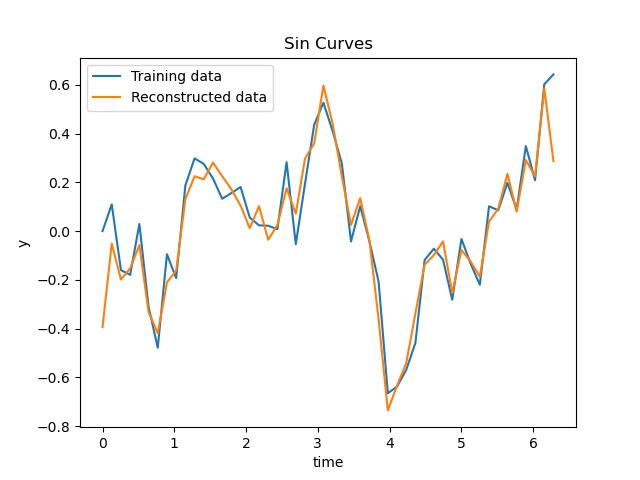 Sin Curves
Training data
Reconstructed data
0.6
0.4
0.2
0.0
−0.2
−0.4
−0.6
−0.8
y
0 1 2 3 4 5 6
time